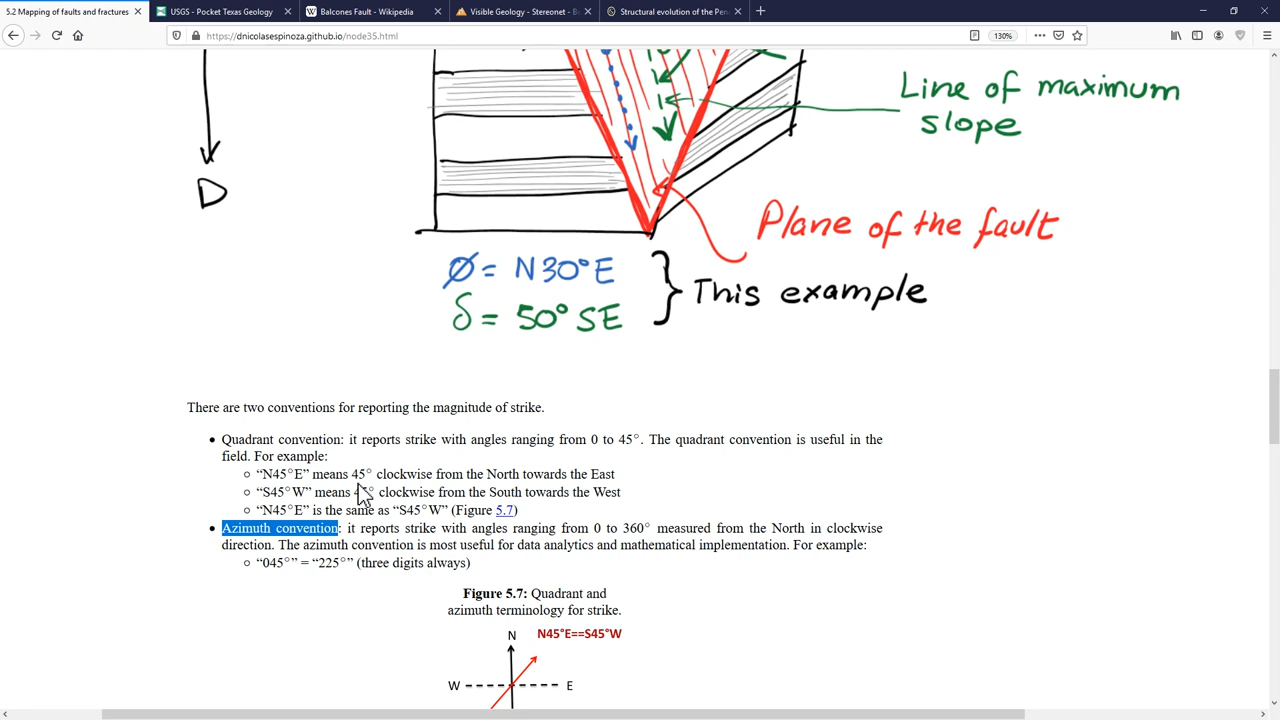 5.2 Mapping of faults and fractures
USGS - Pocket Texas Geology
Balcones Fault - Wikipedia
Visible Geology - Stereonet - B
Structural evolution of the Pe
https://dnicolasespinoza.github.io/node35.html
130%
Line of maximum
slope
D
Plane of the fault
ø = N30°E
δ = 50° SE
This example
There are two conventions for reporting the magnitude of strike.
Quadrant convention: it reports strike with angles ranging from 0 to 45°. The quadrant convention is useful in the
field. For example:
“N45°E” means 45° clockwise from the North towards the East
“S45°W” means clockwise from the South towards the West
“N45°E” is the same as “S45°W” (Figure 5.7)
Azimuth convention: it reports strike with angles ranging from 0 to 360° measured from the North in clockwise
direction. The azimuth convention is most useful for data analytics and mathematical implementation. For example:
“045°” = “225°” (three digits always)
Figure 5.7: Quadrant and
azimuth terminology for strike.
N N45°E==S45°W
W E